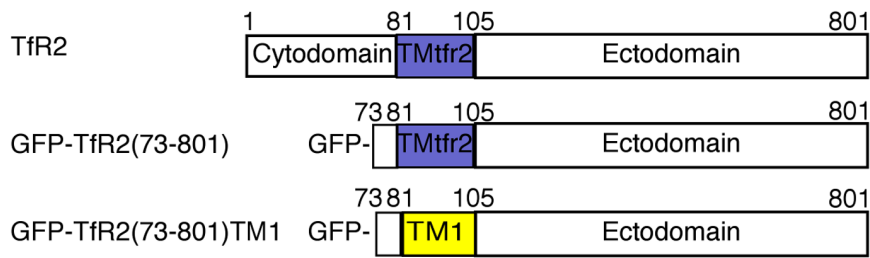 1 81 105 801
TfR2 Cytodomain TMtfr2 Ectodomain
73 81 105 801
GFP-TfR2(73-801) GFP- TMtfr2 Ectodomain
73 81 105 801
GFP-TfR2(73-801)TM1 GFP- TM1 Ectodomain